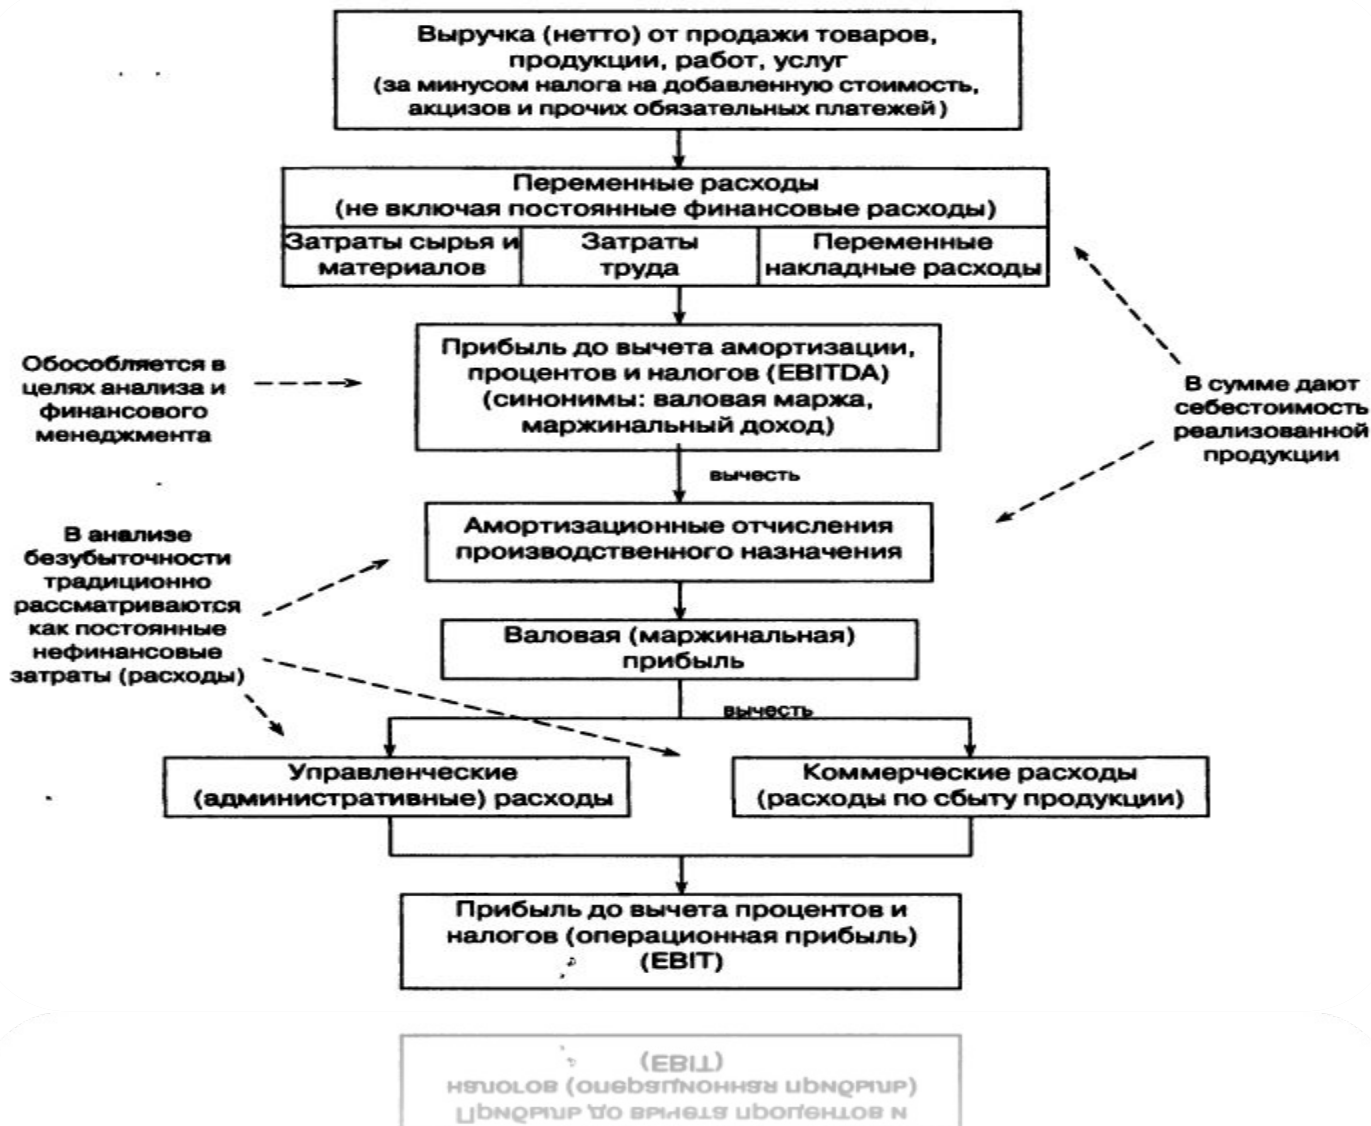 Выручка (нетто) от продажи товаров,
продукции, работ, услуг
(за минусом налога на добавленную стоимость,
акцизов и прочих обязательных платежей)
Переменные расходы
(не включая постоянные финансовые расходы)
Затраты сырья и
материалов
Затраты
труда
Переменные
накладные расходы
Прибыль до вычета амортизации,
процентов и налогов (EBITDA)
(синонимы: валовая маржа,
маржинальный доход)
Обособляется в
целях анализа и
финансового
менеджмента
В сумме дают
себестоимость
реализованной
продукции
вычесть
Амортизационные отчисления
производственного назначения
В анализе
безубыточности
традиционно
рассматриваются
как постоянные
нефинансовые
затраты (расходы)
Валовая (маржинальная)
прибыль
вычесть
Управленческие
(административные) расходы
Коммерческие расходы
(расходы по сбыту продукции)
Прибыль до вычета процентов и
налогов (операционная прибыль)
(EBIT)